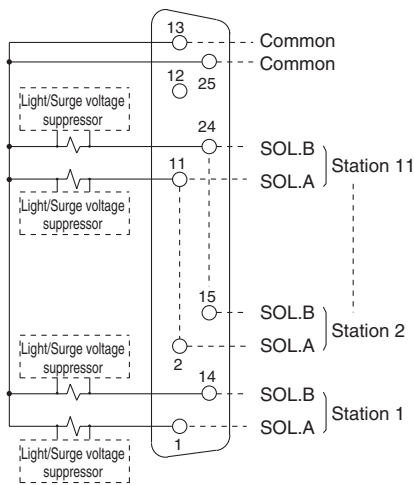 13
Common
Common
12
25
Light/Surge voltage
suppressor
24
SOL.B
Station 11
11
SOL.A
Light/Surge voltage
suppressor
15
SOL.B
Station 2
SOL.A
2
Light/Surge voltage
suppressor
14
SOL.B
Station 1
SOL.A
1
Light/Surge voltage
suppressor